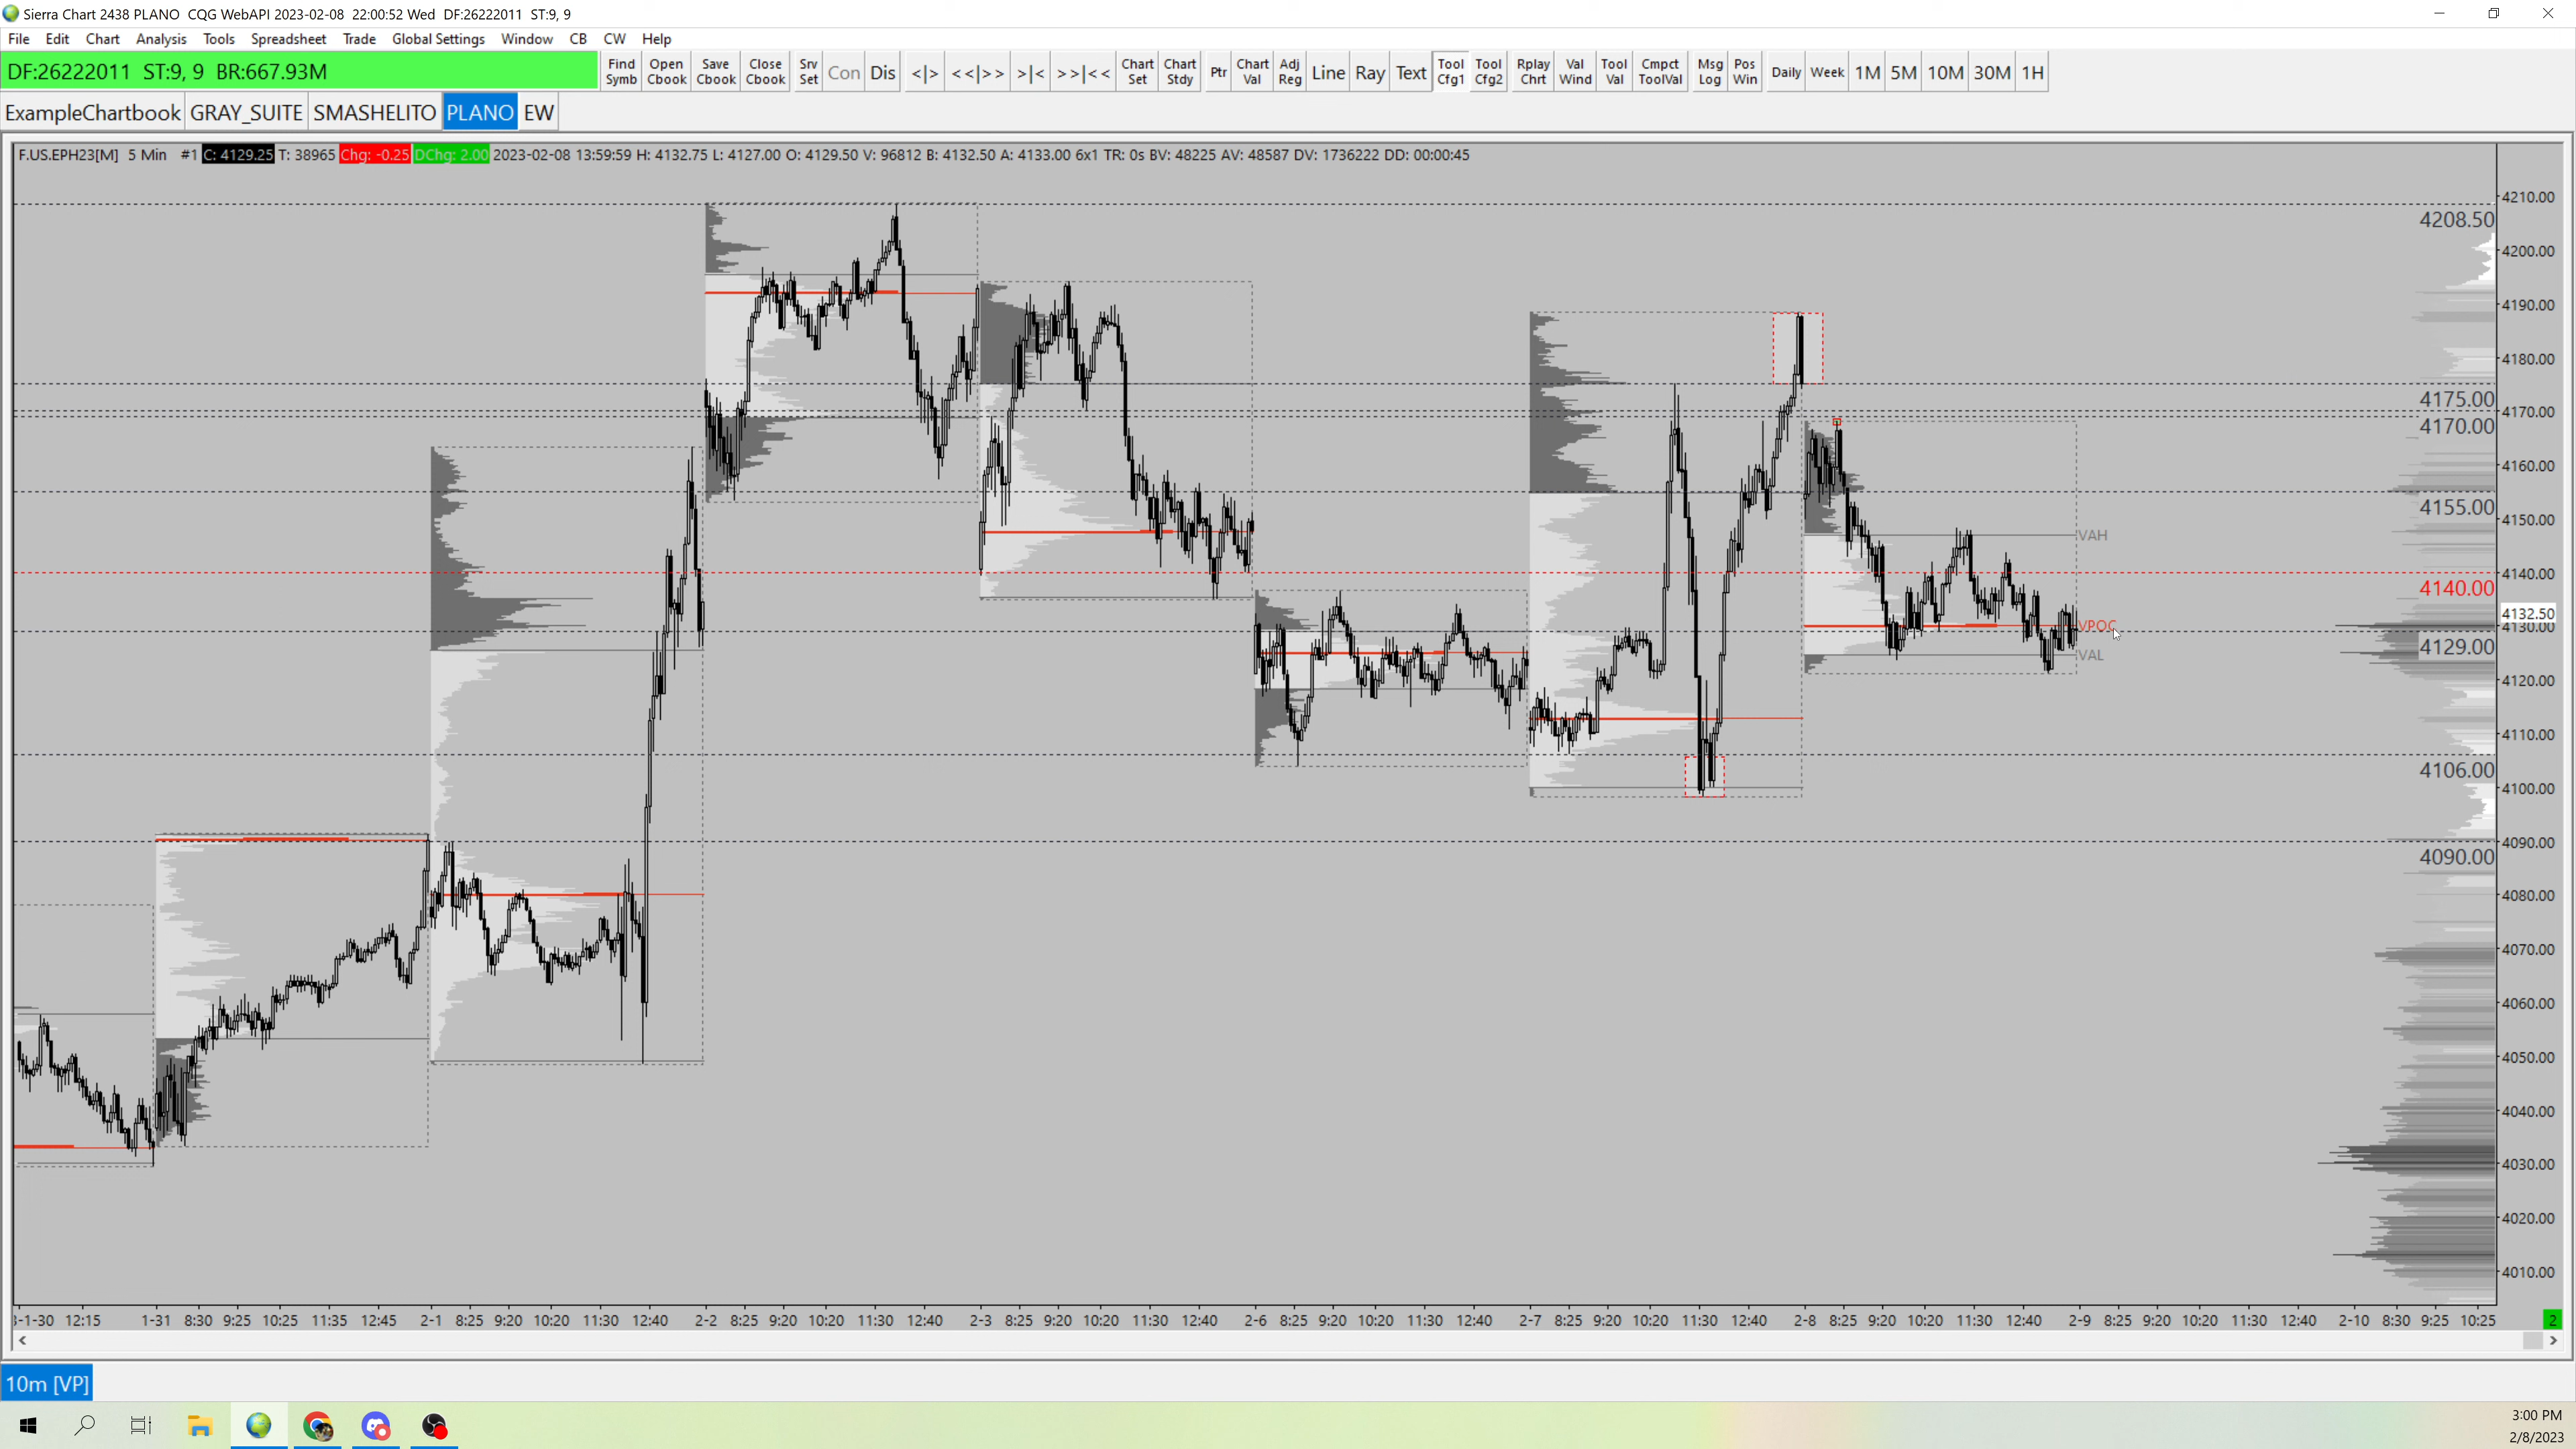 Sierra Chart 2438 PLANO  CQG WebAPI 2023-02-08  22:00:52 Wed  DF:26222011  ST:9, 9
File Edit Chart Analysis Tools Spreadsheet Trade Global Settings Window CB CW Help
DF:26222011  ST:9, 9  BR:667.93M
Find Symb Open Cbook Save Cbook Close Cbook Srv Set Con Dis <|> <<|>> >|< >>|<< Chart Set Chart Stdy Ptr Chart Val Adj Reg Line Ray Text Tool Cfg1 Tool Cfg2 Rplay Chrt Val Wind Tool Val Cmpct ToolVal Msg Log Pos Win Daily Week 1M 5M 10M 30M 1H
ExampleChartbook GRAY_SUITE SMASHELITO PLANO EW
F.US.EPH23[M]  5 Min  #1 C: 4129.25 T: 38965 Chg: -0.25 DChg: 2.00 2023-02-08 13:59:59 H: 4132.75 L: 4127.00 O: 4129.50 V: 96812 B: 4132.50 A: 4133.00 6x1 TR: 0s BV: 48225 AV: 48587 DV: 1736222 DD: 00:00:45
4210.00
4208.50
4200.00
4190.00
4180.00
4175.00
4170.00
4170.00
4160.00
4155.00
4150.00
VAH
4140.00
4140.00
4132.50
VPOC
4130.00
4129.00
VAL
4120.00
4110.00
4106.00
4100.00
4090.00
4090.00
4080.00
4070.00
4060.00
4050.00
4040.00
4030.00
4020.00
4010.00
-1-30 12:15 1-31 8:30 9:25 10:25 11:35 12:45 2-1 8:25 9:20 10:20 11:30 12:40 2-2 8:25 9:20 10:20 11:30 12:40 2-3 8:25 9:20 10:20 11:30 12:40 2-6 8:25 9:20 10:20 11:30 12:40 2-7 8:25 9:20 10:20 11:30 12:40 2-8 8:25 9:20 10:20 11:30 12:40 2-9 8:25 9:20 10:20 11:30 12:40 2-10 8:30 9:25 10:25 2
10m [VP]
3:00 PM
2/8/2023